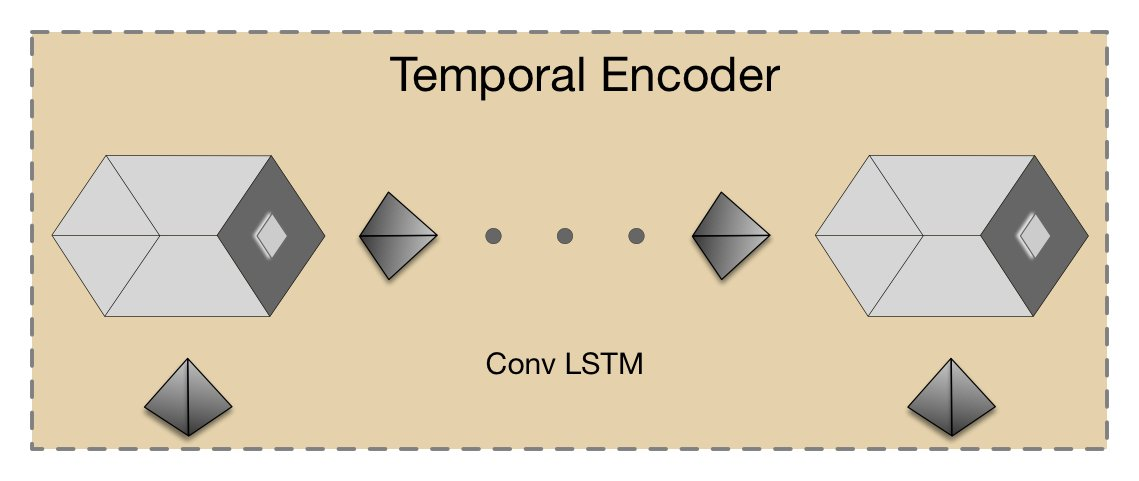 Temporal Encoder
Conv LSTM